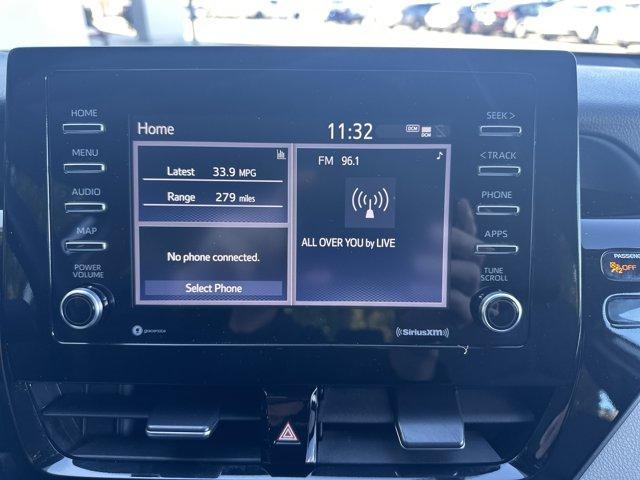 HOME
MENU
AUDIO
MAP
POWER
VOLUME
Home
11:32
DCM
DCM
Latest 33.9 MPG
Range 279 miles
No phone connected.
Select Phone
FM 96.1
ALL OVER YOU by LIVE
SEEK >
< TRACK
PHONE
APPS
TUNE
SCROLL
gracenote
((SiriusXM))
PASSENGER
OFF